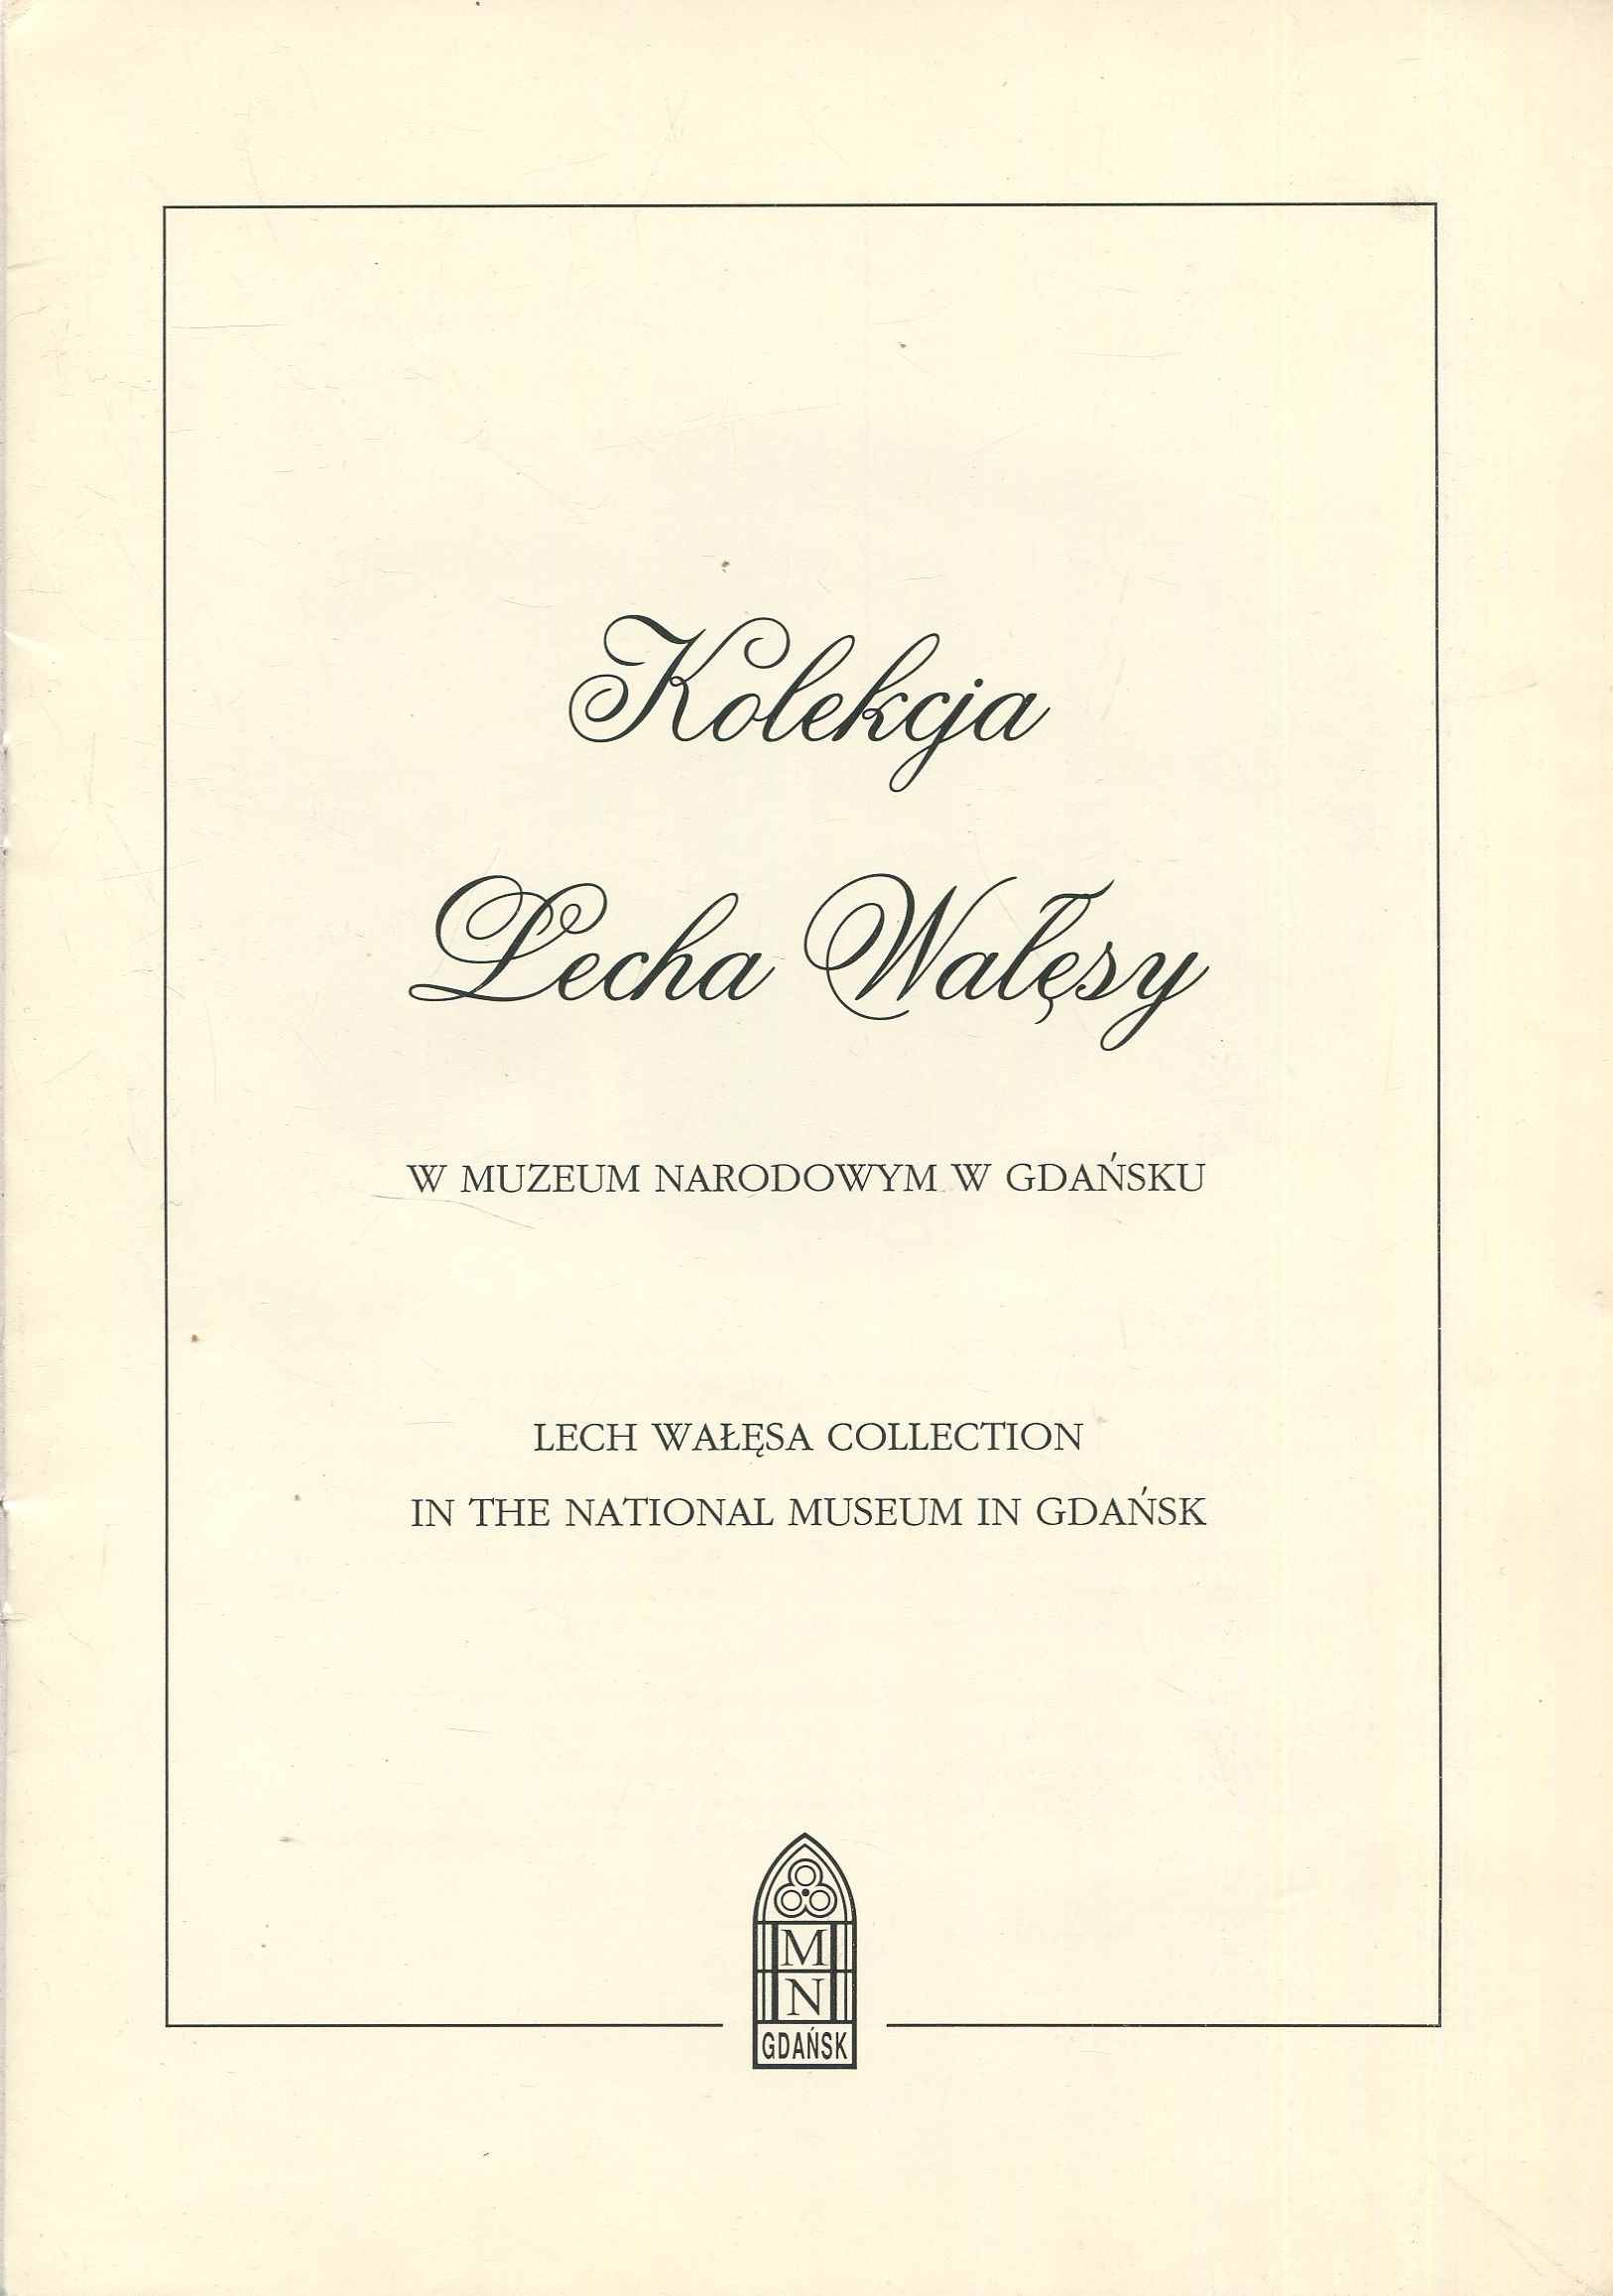 Kolekcja
Lecha Wałęsy
W MUZEUM NARODOWYM W GDAŃSKU
LECH WAŁĘSA COLLECTION
IN THE NATIONAL MUSEUM IN GDAŃSK
M
N
GDAŃSK